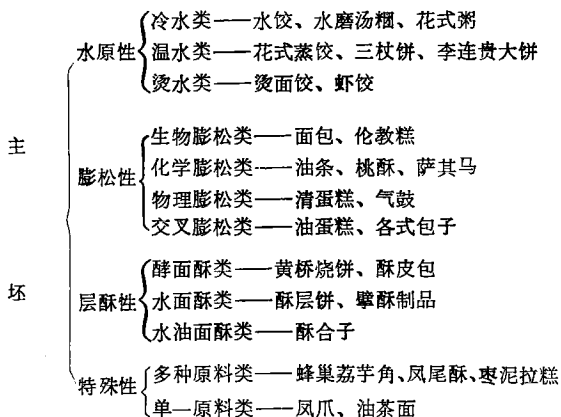 冷水类——水饺、水磨汤糰、花式粥
水原性 温水类——花式蒸饺、三杖饼、李连贵大饼
烫水类——烫面饺、虾饺
主
生物膨松类——面包、伦教糕
膨松性 化学膨松类——油条、桃酥、萨其马
物理膨松类——清蛋糕、气鼓
交叉膨松类——油蛋糕、各式包子
酵面酥类——黄桥烧饼、酥皮包
坯
层酥性 水面酥类——酥层饼、擘酥制品
水油面酥类——酥合子
特殊性 多种原料类——蜂巢荔芋角、凤尾酥、枣泥拉糕
单一原料类——凤爪、油茶面